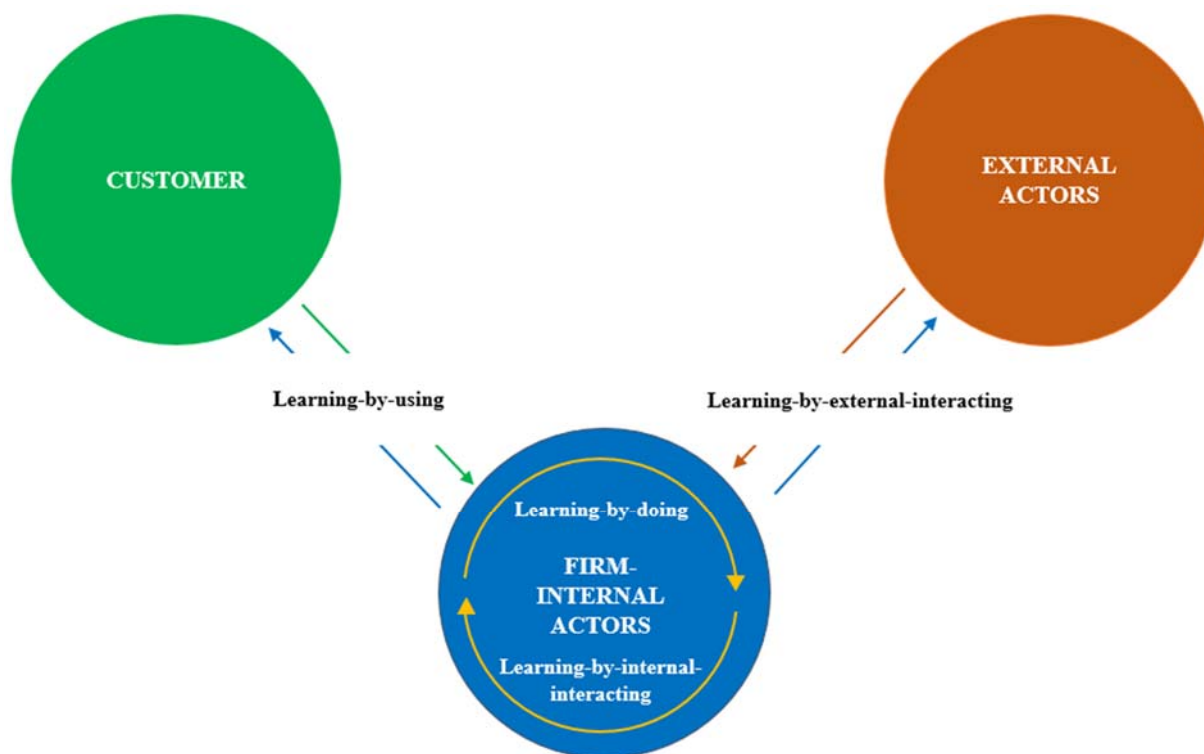 CUSTOMER
EXTERNAL
ACTORS
Learning-by-using
Learning-by-external-interacting
Learning-by-doing
FIRM-
INTERNAL
ACTORS
Learning-by-internal-
interacting